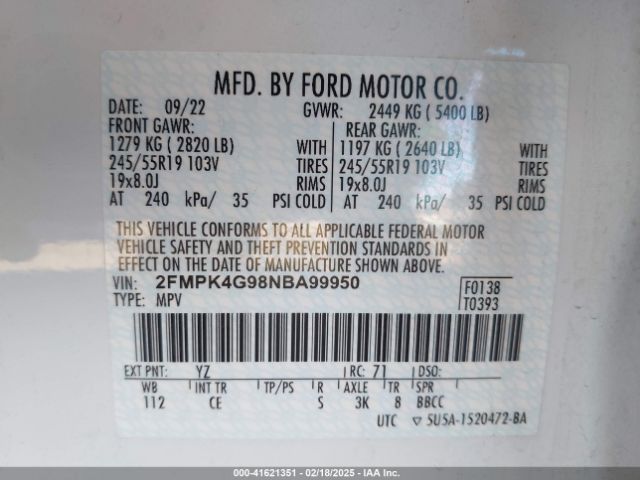 MFD. BY FORD MOTOR CO.
DATE: 09/22 GVWR: 2449 KG ( 5400 LB)
FRONT GAWR: REAR GAWR:
1279 KG ( 2820 LB) WITH 1197 KG ( 2640 LB) WITH
245/55R19 103V TIRES 245/55R19 103V TIRES
19x8.0J RIMS 19x8.0J RIMS
AT 240 kPa/ 35 PSI COLD AT 240 kPa/ 35 PSI COLD
THIS VEHICLE CONFORMS TO ALL APPLICABLE FEDERAL MOTOR
VEHICLE SAFETY AND THEFT PREVENTION STANDARDS IN
EFFECT ON THE DATE OF MANUFACTURE SHOWN ABOVE.
VIN: 2FMPK4G98NBA99950 F0138
TYPE: MPV T0393
EXT PNT: YZ RC: 71 DSO:
WB INT TR TP/PS R AXLE TR SPR
112 CE S 3K 8 BBCC
UTC ▽ 5U5A-1520472-BA
000-41621351 | 02/18/2025 - IAA Inc.